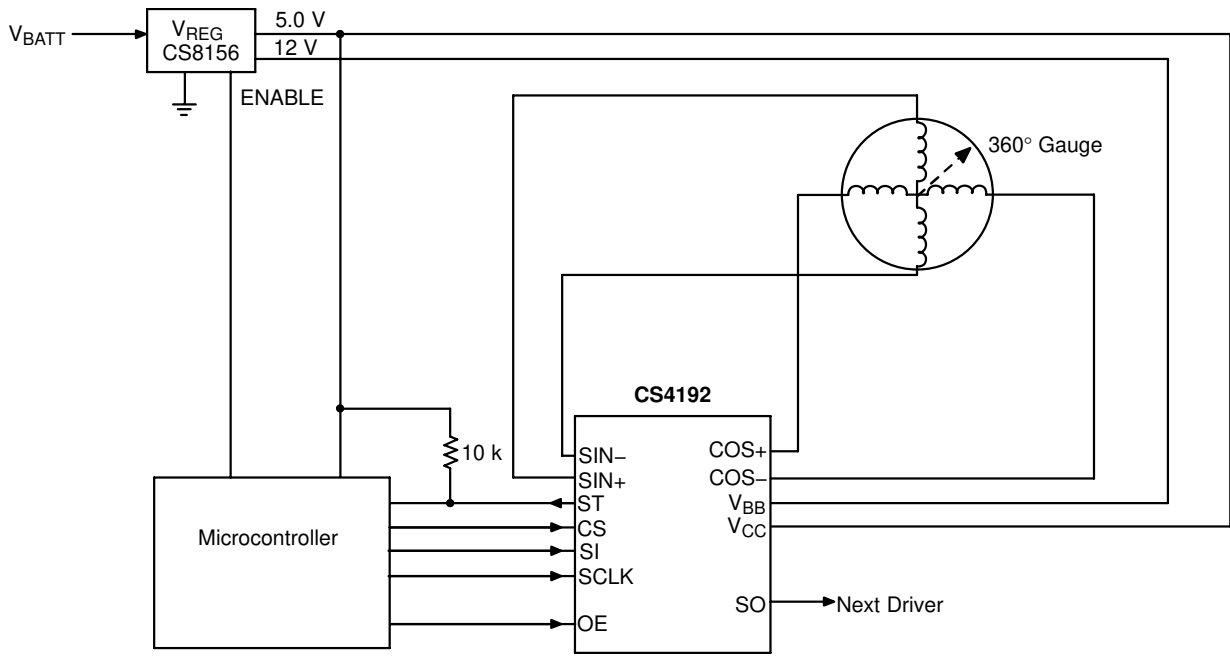 5.0 V
V_BATT
V_REG
CS8156
12 V
ENABLE
360° Gauge
CS4192
10 k
SIN−
SIN+
ST
CS
SI
SCLK
OE
COS+
COS−
V_BB
V_CC
SO
Next Driver
Microcontroller